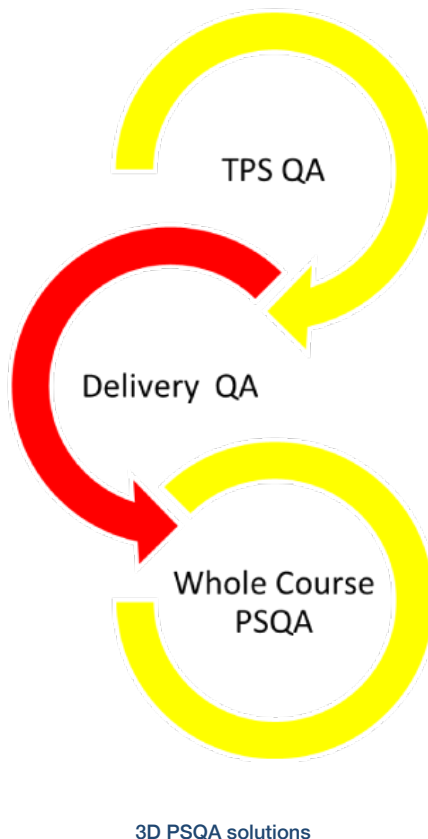 TPS QA
Delivery QA
Whole Course
PSQA
3D PSQA solutions